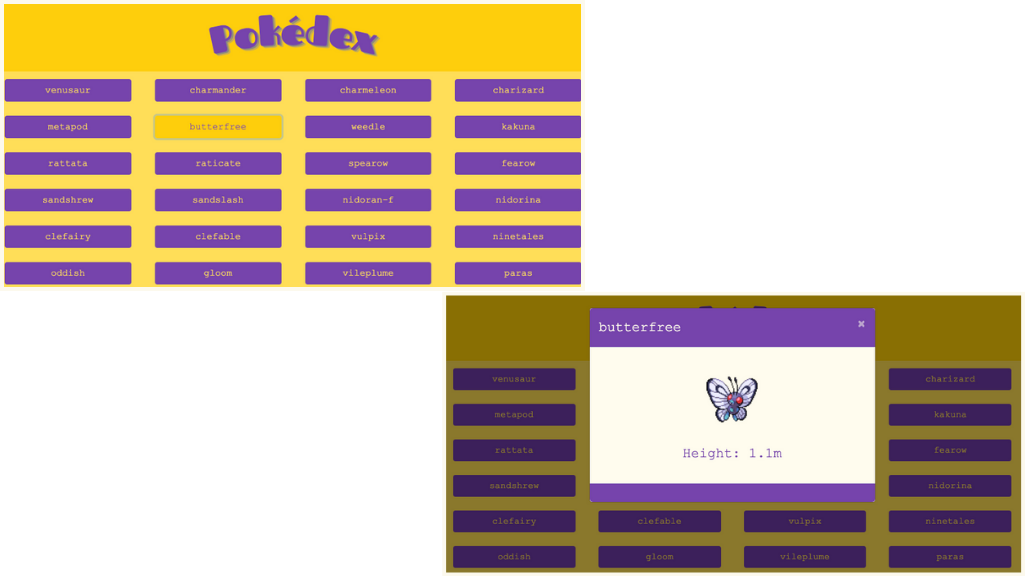 Pokédex
venusaur charmander charmeleon charizard
metapod butterfree weedle kakuna
rattata raticate spearow fearow
sandshrew sandslash nidoran-f nidorina
clefairy clefable vulpix ninetales
oddish gloom vileplume paras
butterfree ×
Height: 1.1m
venusaur charizard
metapod kakuna
rattata fearow
sandshrew nidorina
clefairy clefable vulpix ninetales
oddish gloom vileplume paras